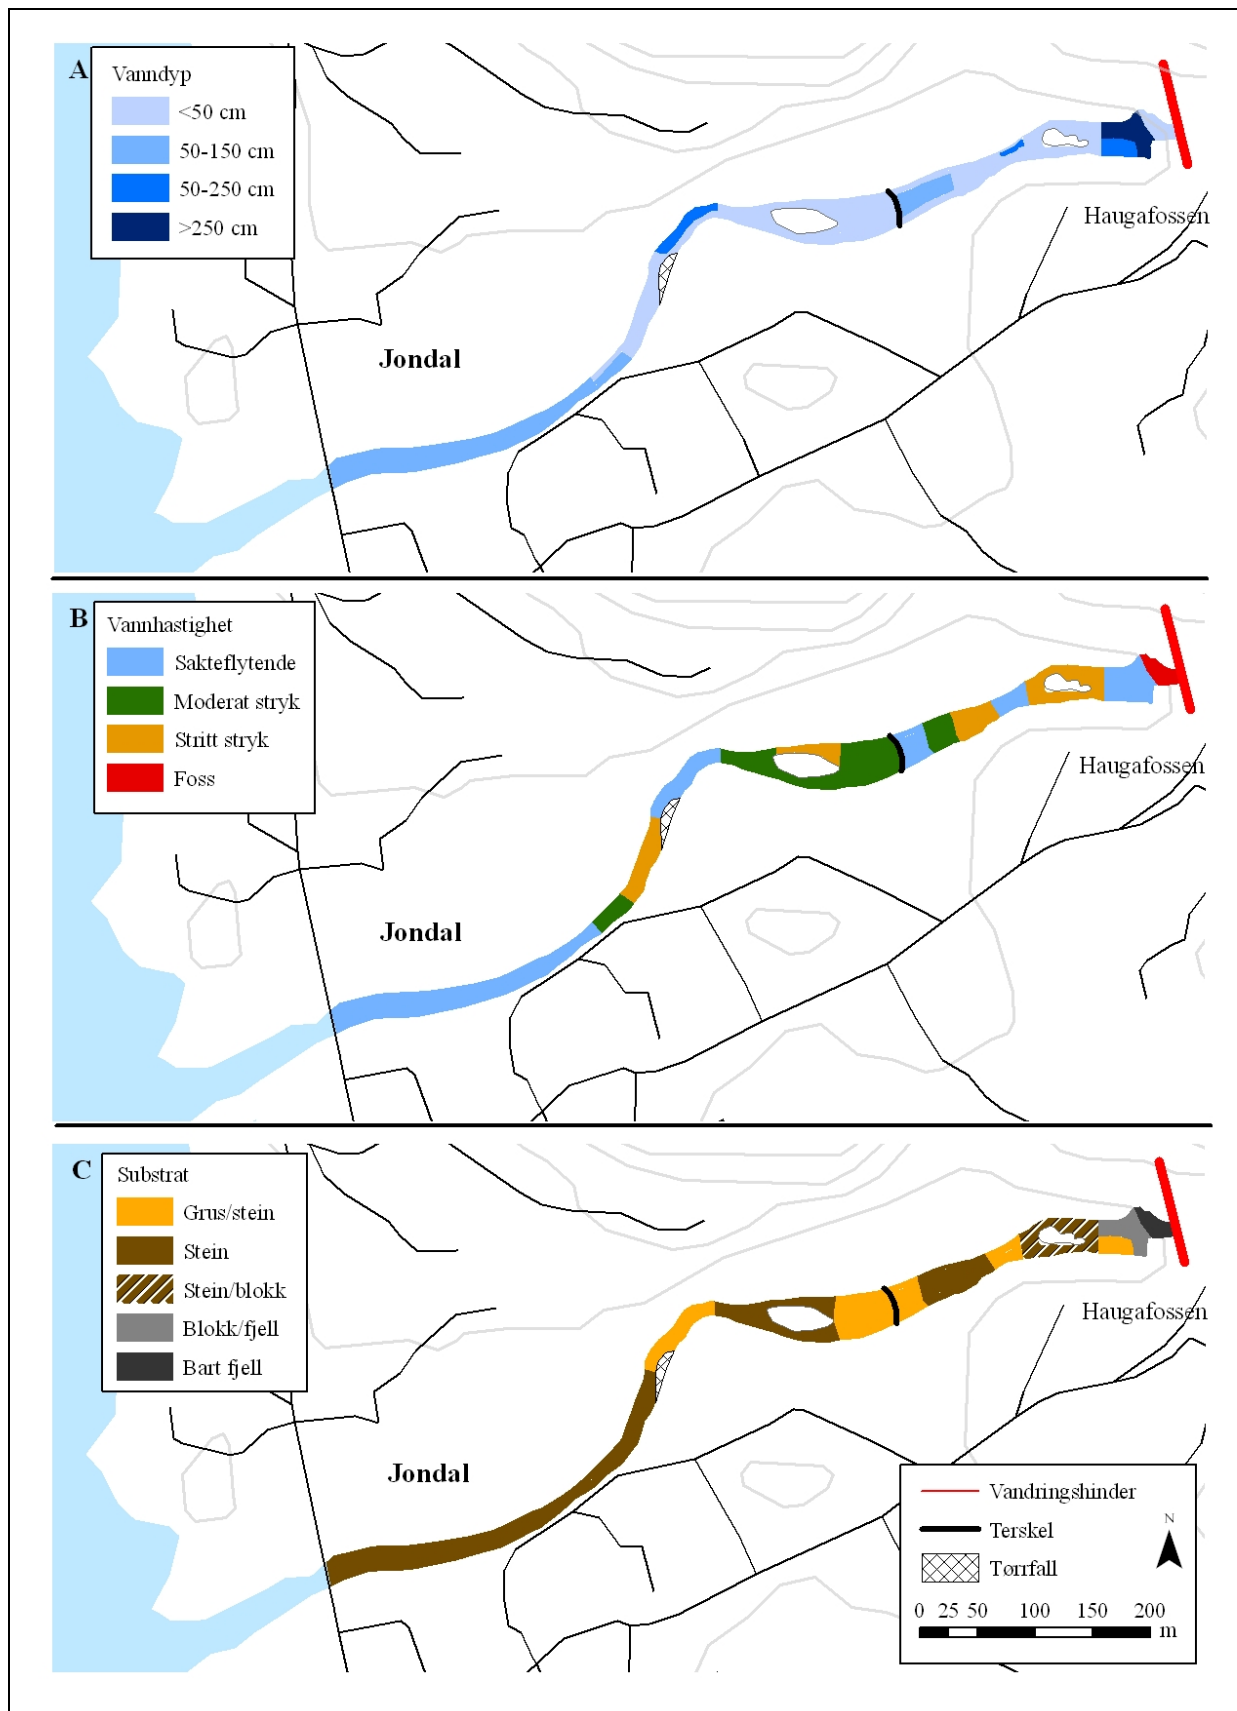 A
Vanndyp
<50 cm
50-150 cm
50-250 cm
>250 cm
Haugafossen
Jondal
B
Vannhastighet
Sakteflytende
Moderat stryk
Stritt stryk
Foss
Haugafossen
Jondal
C
Substrat
Grus/stein
Stein
Stein/blokk
Blokk/fjell
Bart fjell
Haugafossen
Jondal
Vandringshinder
Terskel
Tørrfall
N
0 25 50 100 150 200
m